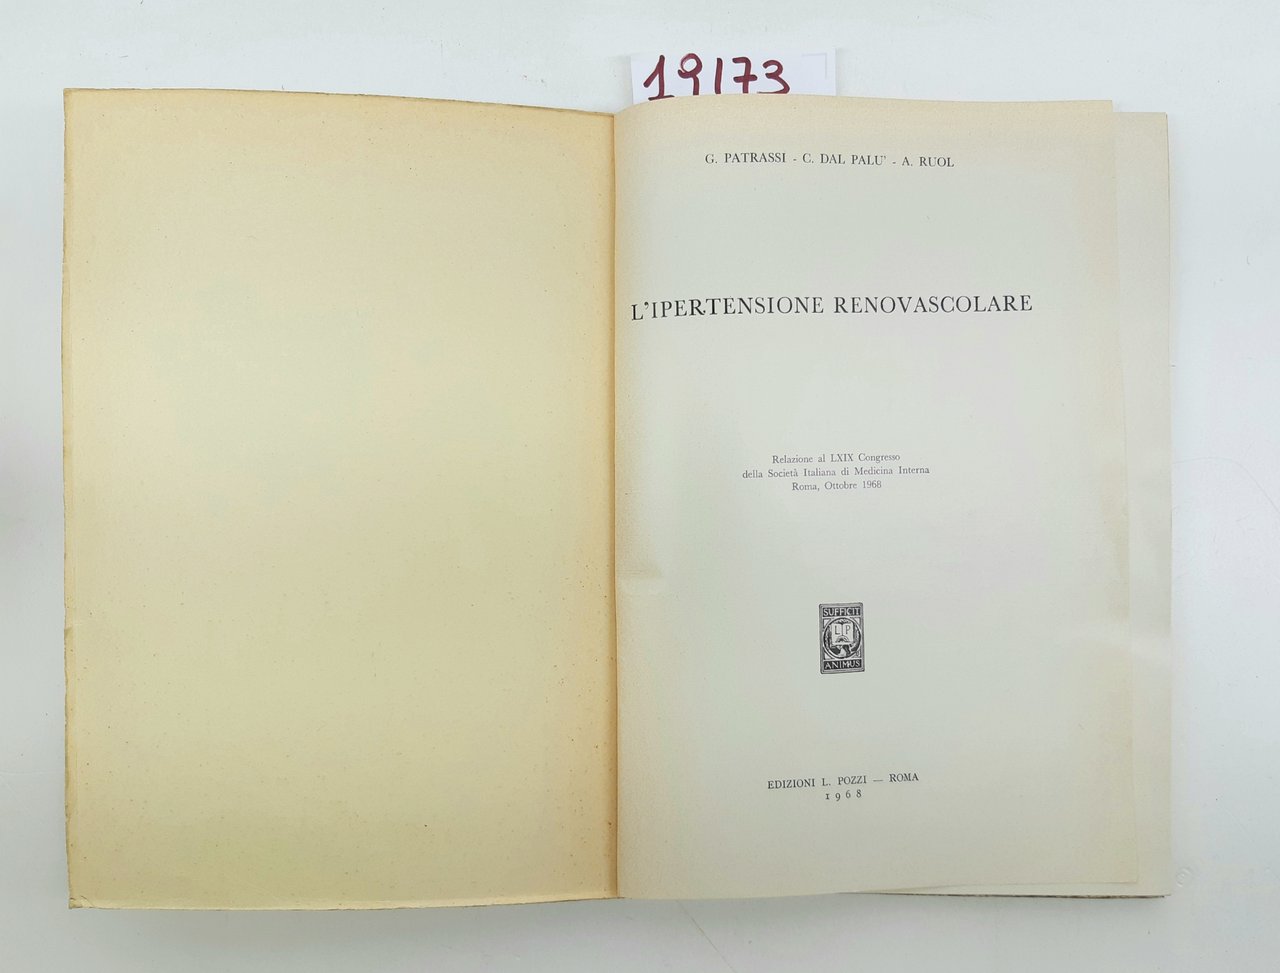 19173
G. PATRASSI - C. DAL PALU' - A. RUOL
L'IPERTENSIONE RENOVASCOLARE
Relazione al LXIX Congresso
della Società Italiana di Medicina Interna
Roma, Ottobre 1968
SUFFICIT
L P
ANIMUS
EDIZIONI L. POZZI — ROMA
1968